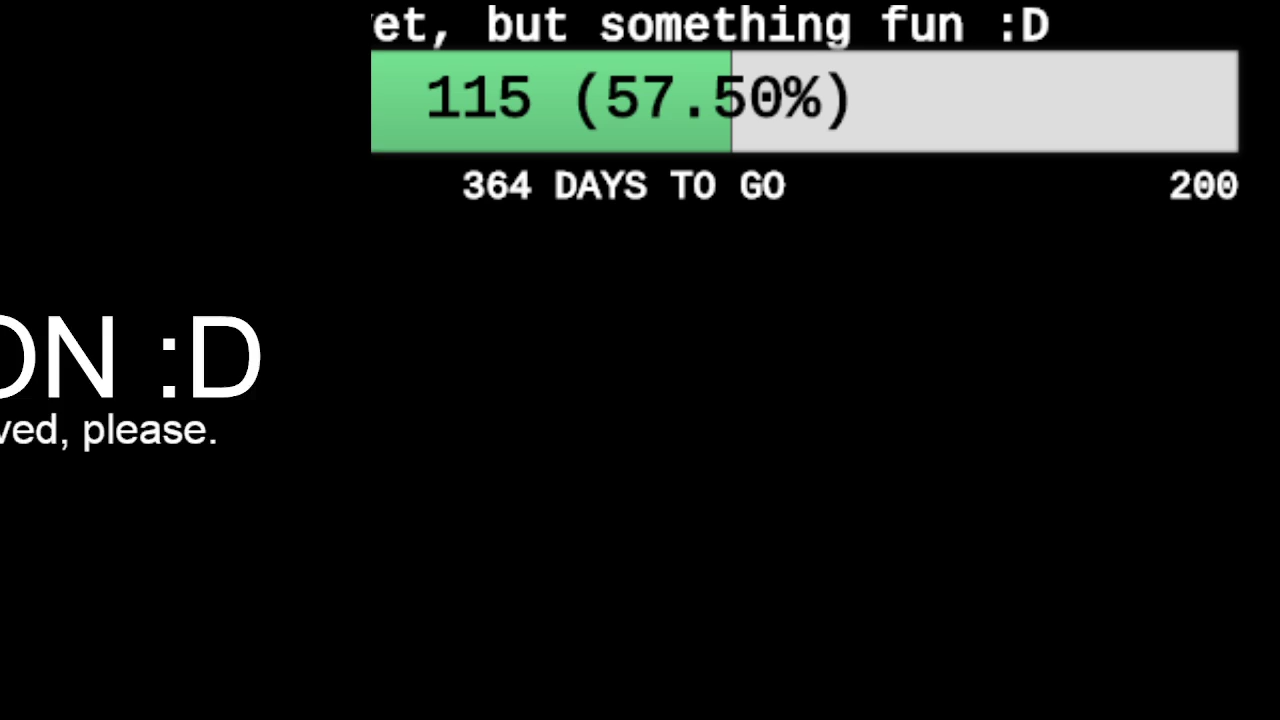 et, but something fun :D
115 (57.50%)
364 DAYS TO GO 200
ON :D
ved, please.